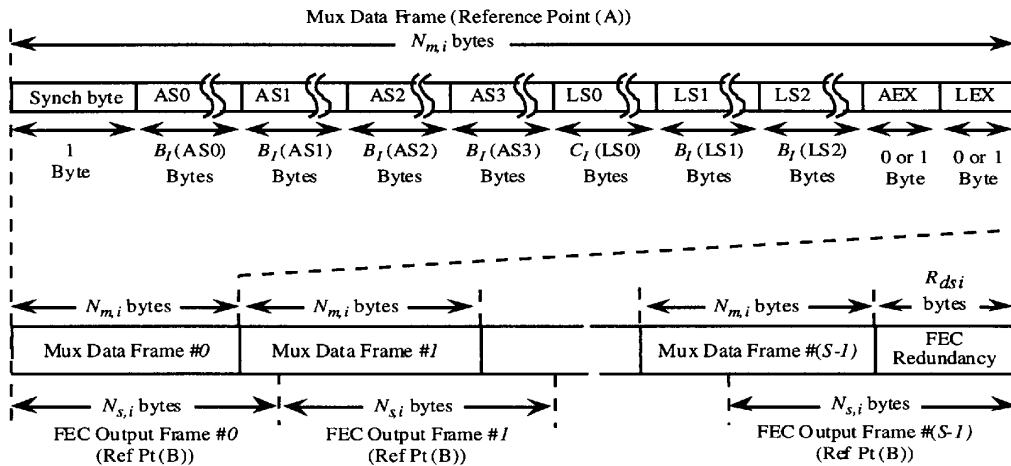 Mux Data Frame (Reference Point (A))
N_{m,i} bytes
Synch byte AS0 AS1 AS2 AS3 LS0 LS1 LS2 AEX LEX
1 B_I (AS0) B_I (AS1) B_I (AS2) B_I (AS3) C_I (LS0) B_I (LS1) B_I (LS2) 0 or 1 0 or 1
Byte Bytes Bytes Bytes Bytes Bytes Bytes Bytes Byte Byte
R_{dsi}
N_{m,i} bytes N_{m,i} bytes N_{m,i} bytes bytes
Mux Data Frame #0 Mux Data Frame #1 Mux Data Frame #(S-1) FEC
Redundancy
N_{s,i} bytes N_{s,i} bytes N_{s,i} bytes
FEC Output Frame #0 FEC Output Frame #1 FEC Output Frame #(S-1)
(Ref Pt (B)) (Ref Pt (B)) (Ref Pt (B))